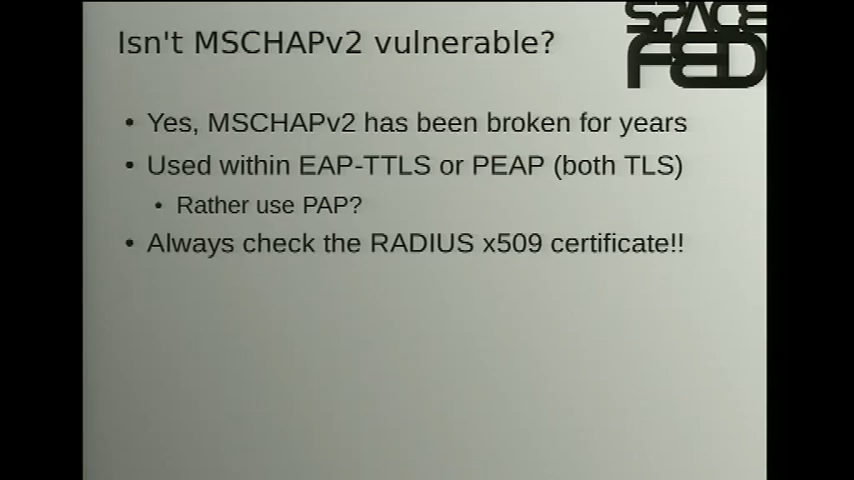 Isn't MSCHAPv2 vulnerable?
SPACE
FED
• Yes, MSCHAPv2 has been broken for years
• Used within EAP-TTLS or PEAP (both TLS)
• Rather use PAP?
• Always check the RADIUS x509 certificate!!